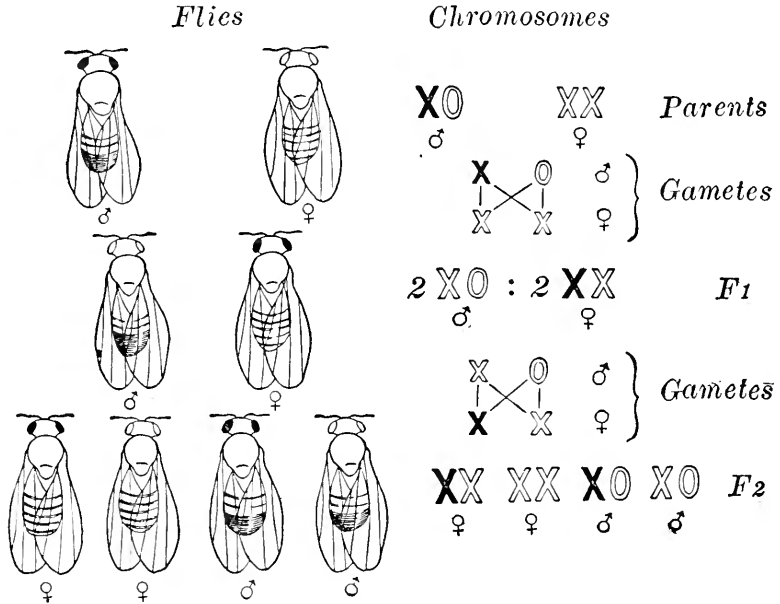 Flies Chromosomes
XO XX Parents
♂ ♀
X O ♂
Gametes
X X ♀
♂ ♀
2 XO : 2 XX F1
♂ ♀
X O ♂
Gametes
X X ♀
♂ ♀
XX XX XO XO F2
♀ ♀ ♂ ♂
♀ ♀ ♂ ♂